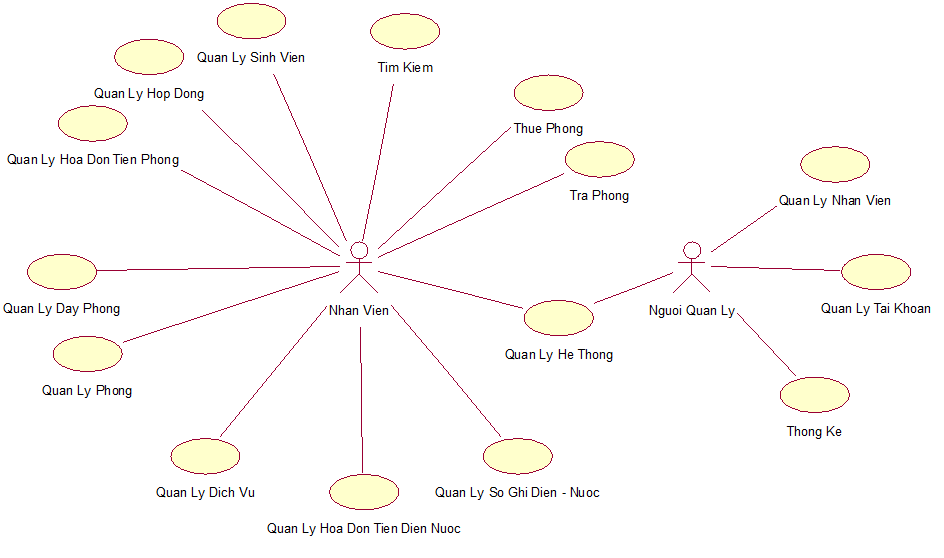 Quan Ly Sinh Vien
Tim Kiem
Quan Ly Hop Dong
Thue Phong
Quan Ly Hoa Don Tien Phong
Tra Phong
Quan Ly Nhan Vien
Quan Ly Day Phong
Nhan Vien
Nguoi Quan Ly
Quan Ly Tai Khoan
Quan Ly He Thong
Quan Ly Phong
Thong Ke
Quan Ly Dich Vu
Quan Ly So Ghi Dien - Nuoc
Quan Ly Hoa Don Tien Dien Nuoc